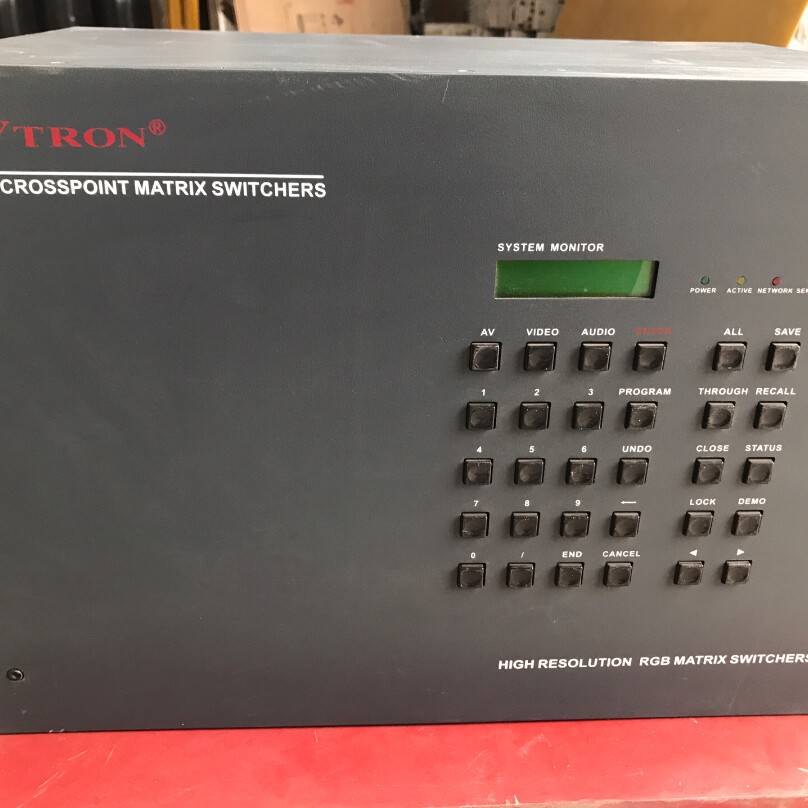 TRON®
CROSSPOINT MATRIX SWITCHERS
SYSTEM MONITOR
POWER ACTIVE NETWORK
AV VIDEO AUDIO ALL SAVE
1 2 3 PROGRAM THROUGH RECALL
4 5 6 UNDO CLOSE STATUS
7 8 9 ← LOCK DEMO
0 / END CANCEL ◀ ▶
HIGH RESOLUTION RGB MATRIX SWITCHERS